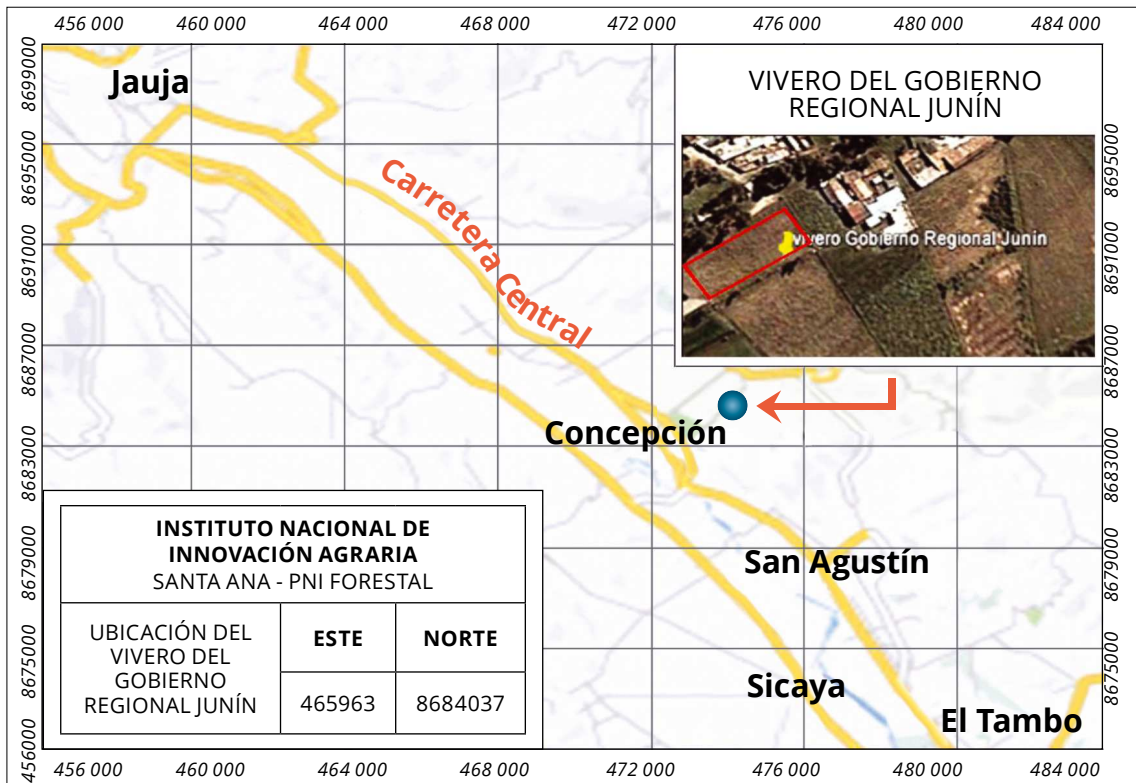 456 000 460 000 464 000 468 000 472 000 476 000 480 000 484 000
8699000
8695000
8691000
8687000
8683000
8679000
8675000
456000
Jauja
Carretera Central
Concepción
San Agustín
Sicaya
El Tambo
VIVERO DEL GOBIERNO
REGIONAL JUNÍN
Vivero Gobierno Regional Junín
8695000
8691000
8687000
8683000
8679000
8675000
INSTITUTO NACIONAL DE
INNOVACIÓN AGRARIA
SANTA ANA - PNI FORESTAL
UBICACIÓN DEL
VIVERO DEL
GOBIERNO
REGIONAL JUNÍN
ESTE
NORTE
465963
8684037
456 000 460 000 464 000 468 000 472 000 476 000 480 000 484 000